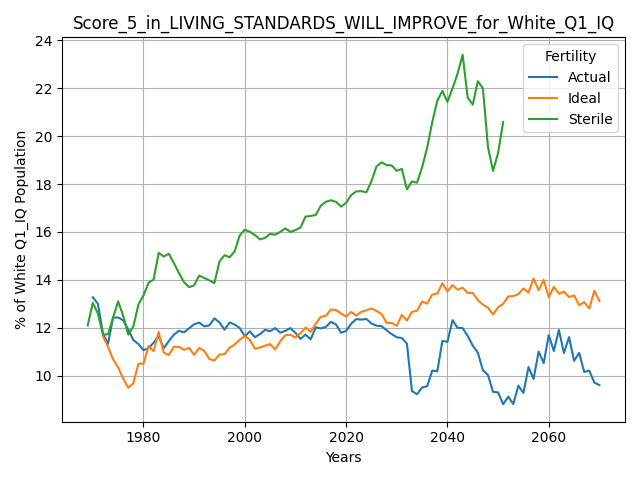 Score_5_in_LIVING_STANDARDS_WILL_IMPROVE_for_White_Q1_IQ
% of White Q1_IQ Population
24
22
20
18
16
14
12
10
Fertility
Actual
Ideal
Sterile
1980
2000
2020
2040
2060
Years